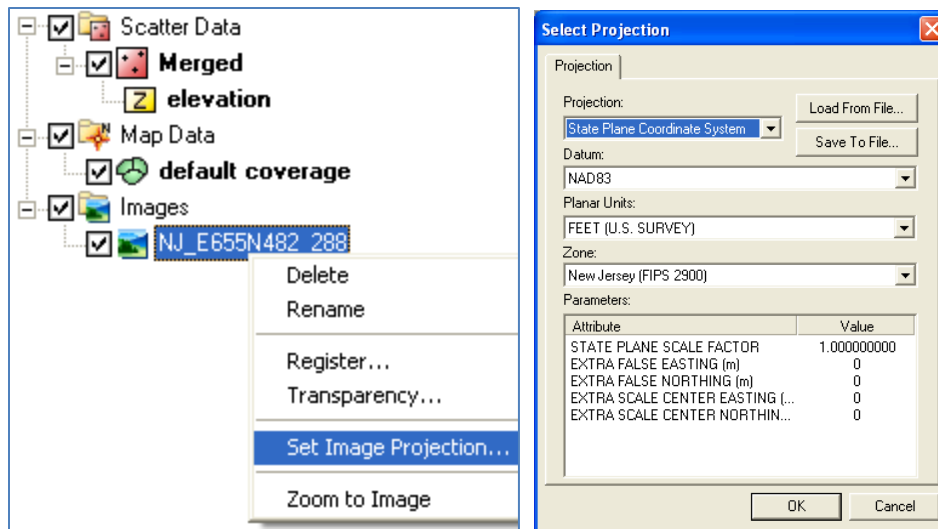 Scatter Data
Merged
Z elevation
Map Data
default coverage
Images
NJ_E655N482_288
Delete
Rename
Register...
Transparency...
Set Image Projection...
Zoom to Image
Select Projection
Projection
Projection:
State Plane Coordinate System
Load From File...
Save To File...
Datum:
NAD83
Planar Units:
FEET (U.S. SURVEY)
Zone:
New Jersey (FIPS 2900)
Parameters:
Attribute Value
STATE PLANE SCALE FACTOR 1.000000000
EXTRA FALSE EASTING (m) 0
EXTRA FALSE NORTHING (m) 0
EXTRA SCALE CENTER EASTING (... 0
EXTRA SCALE CENTER NORTHIN... 0
OK Cancel